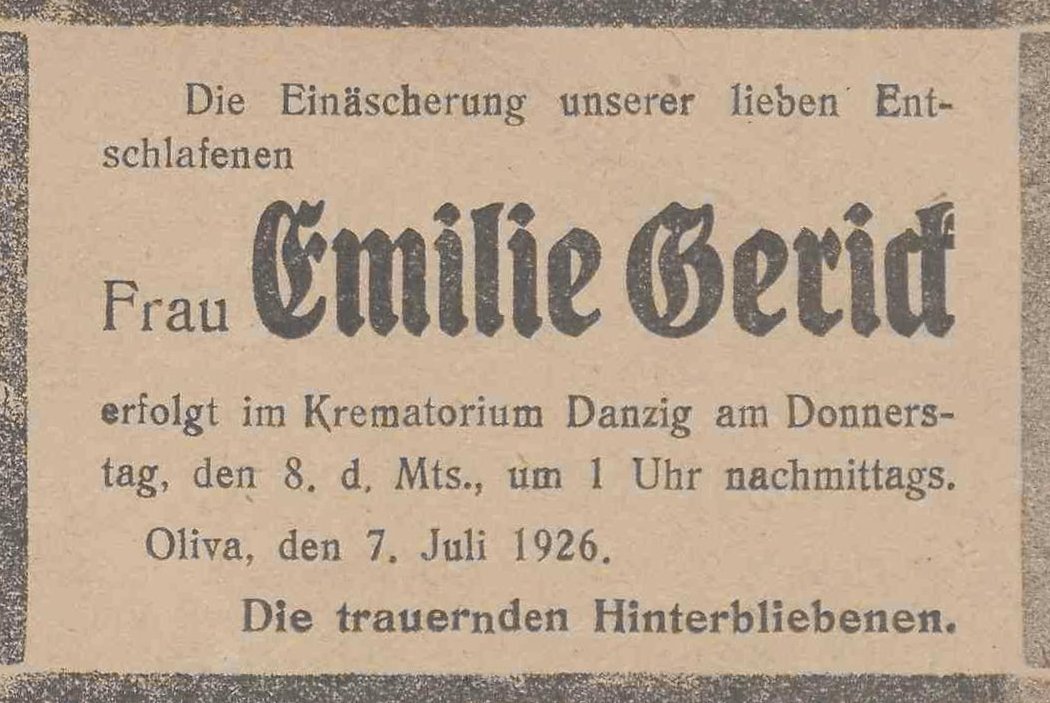 Die Einäscherung unserer lieben Ent-
schlafenen
Frau Emilie Gerick
erfolgt im Krematorium Danzig am Donners-
tag, den 8. d. Mts., um 1 Uhr nachmittags.
Oliva, den 7. Juli 1926.
Die trauernden Hinterbliebenen.